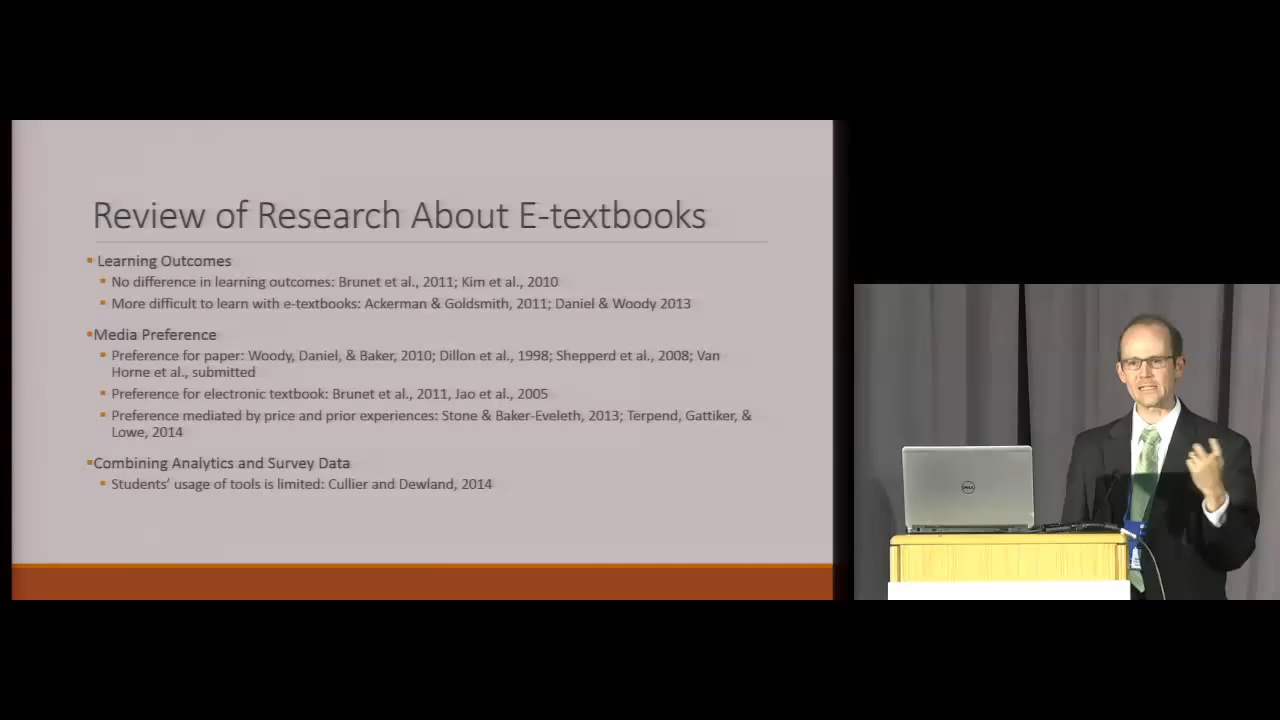 Review of Research About E-textbooks
Learning Outcomes
No difference in learning outcomes: Brunet et al., 2011; Kim et al., 2010
More difficult to learn with e-textbooks: Ackerman & Goldsmith, 2011; Daniel & Woody 2013
Media Preference
Preference for paper: Woody, Daniel, & Baker, 2010; Dillon et al., 1998; Shepperd et al., 2008; Van
Horne et al., submitted
Preference for electronic textbook: Brunet et al., 2011, Jao et al., 2005
Preference mediated by price and prior experiences: Stone & Baker-Eveleth, 2013; Terpend, Gattiker, &
Lowe, 2014
Combining Analytics and Survey Data
Students' usage of tools is limited: Cullier and Dewland, 2014
DELL